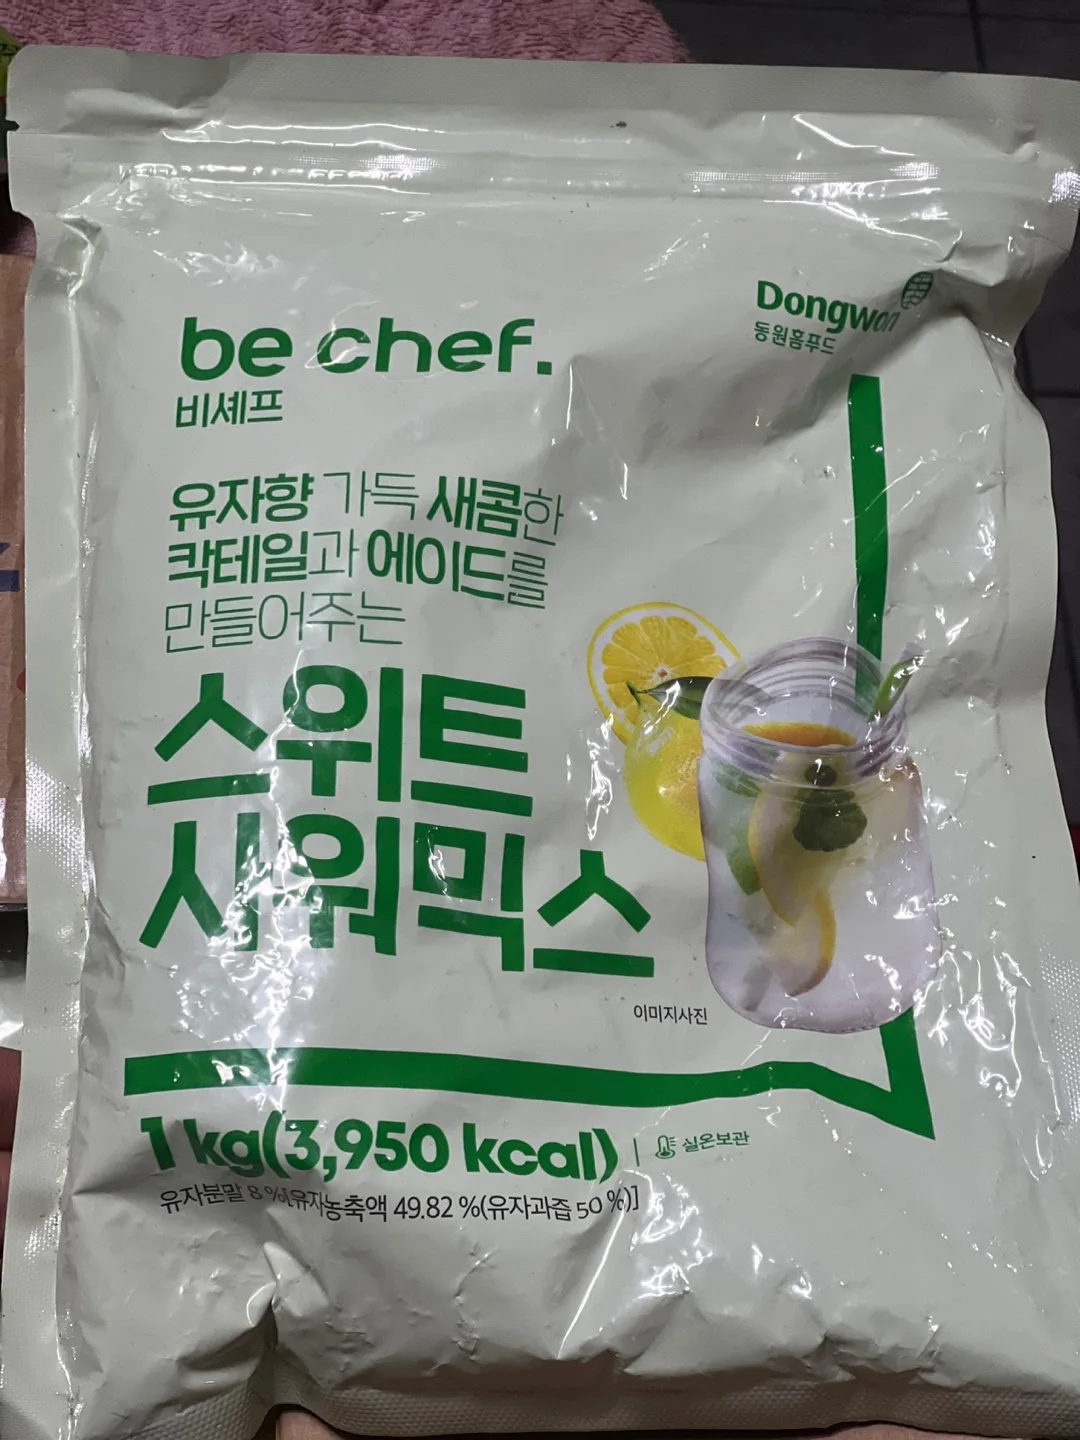 be chef.
비셰프
Dongwon
동원홈푸드
유자향 가득 새콤한
칵테일과 에이드를
만들어주는
스위트
사워믹스
이미지사진
1 kg(3,950 kcal)
실온보관
유자분말 8 %[유자농축액 49.82 %(유자과즙 50 %)]